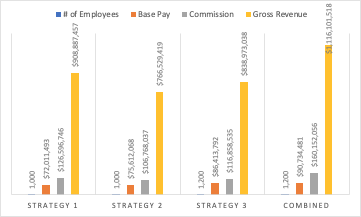 # of Employees Base Pay Commission Gross Revenue
1,000 $72,011,493 $126,596,746 $908,887,457
1,000 $75,612,068 $106,768,037 $766,529,419
1,200 $86,413,792 $116,858,535 $838,973,038
1,200 $90,734,481 $160,152,056 $1,116,101,518
STRATEGY 1 STRATEGY 2 STRATEGY 3 COMBINED